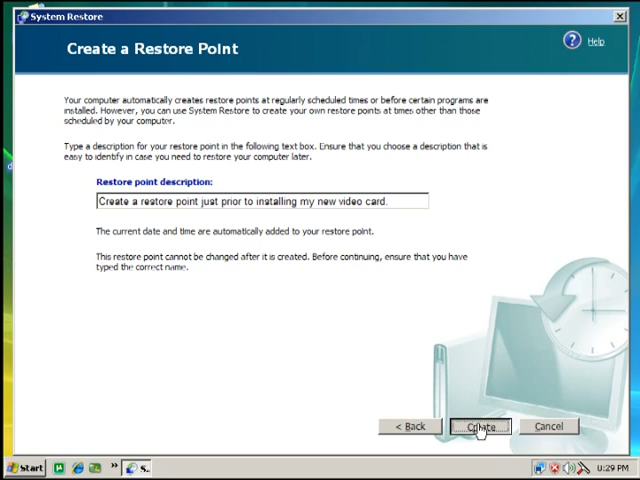 System Restore
Create a Restore Point
Help
Your computer automatically creates restore points at regularly scheduled times or before certain programs are
installed. However, you can use System Restore to create your own restore points at times other than those
scheduled by your computer.
Type a description for your restore point in the following text box. Ensure that you choose a description that is
easy to identify in case you need to restore your computer later.
Restore point description:
Create a restore point just prior to installing my new video card.
The current date and time are automatically added to your restore point.
This restore point cannot be changed after it is created. Before continuing, ensure that you have
typed the correct name.
< Back
Create
Cancel
Start
S..
:29 PM